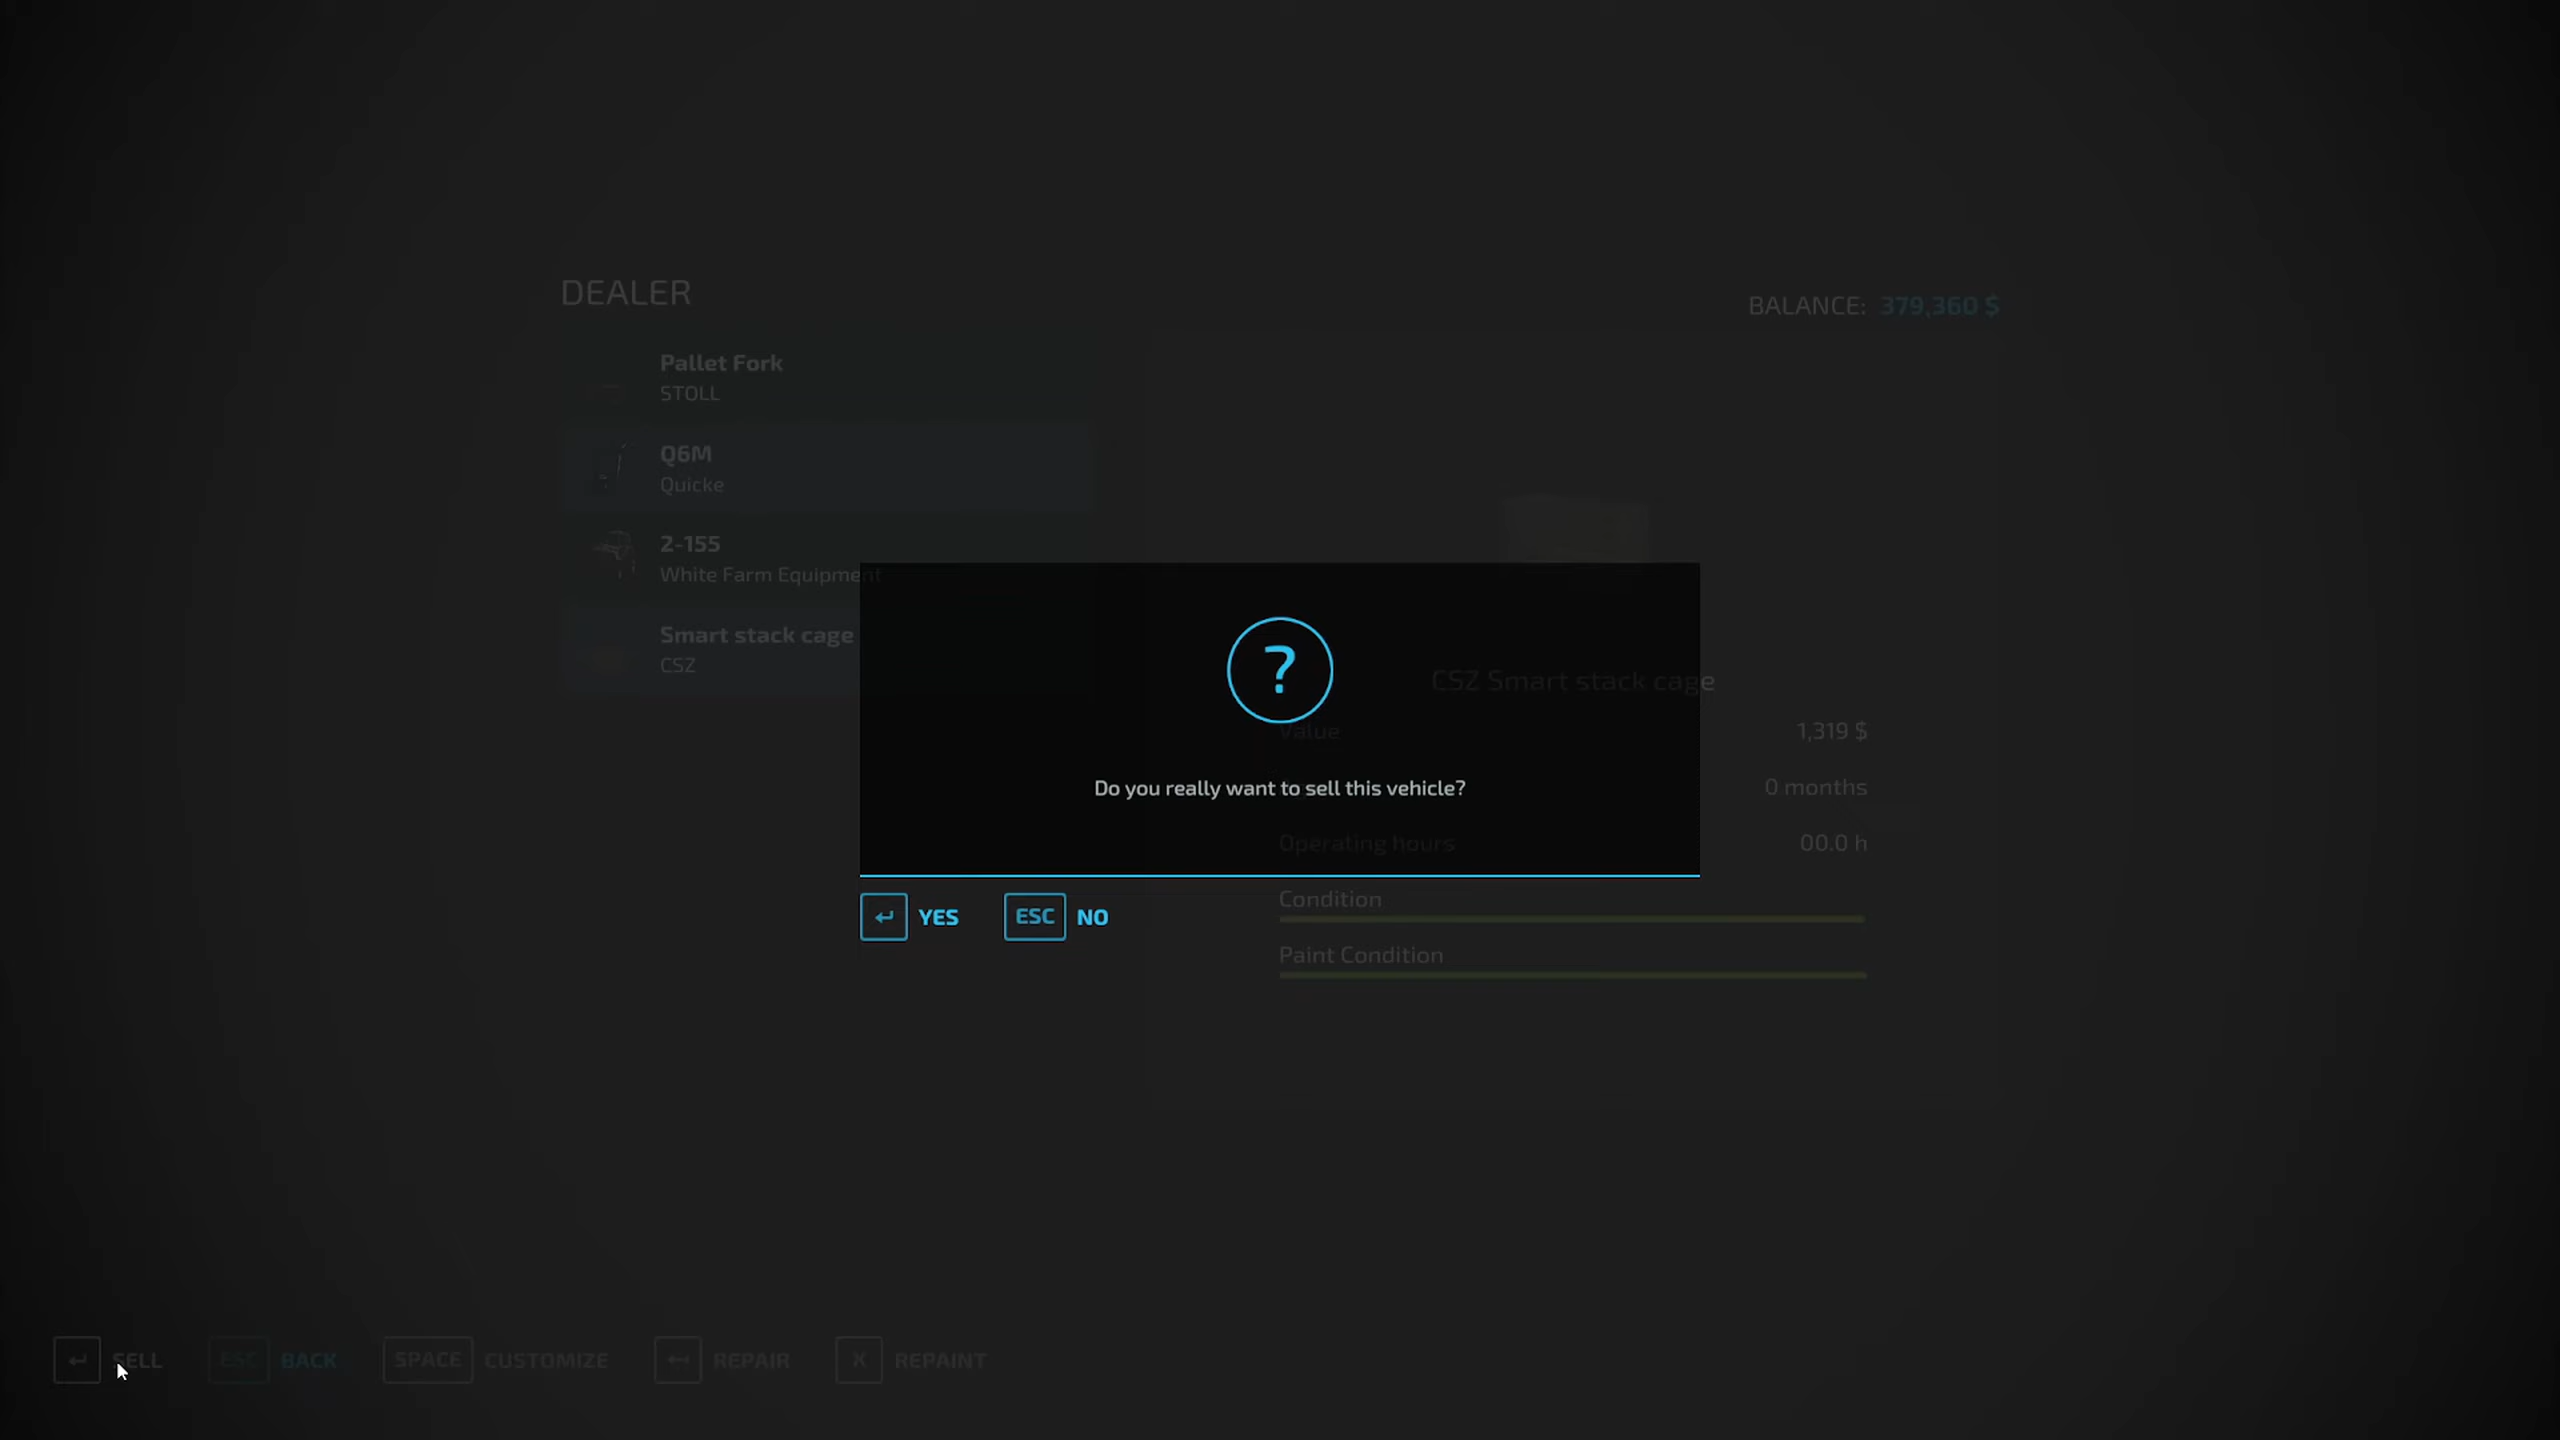 DEALER
BALANCE: 379,360 $
Pallet Fork
STOLL
Q6M
Quicke
2-155
White Farm Equipment
Smart stack cage
CSZ
?
CSZ Smart stack cage
Value 1,319 $
0 months
Operating hours 00.0 h
Condition
Paint Condition
Do you really want to sell this vehicle?
YES
ESC NO
SELL
ESC BACK
SPACE CUSTOMIZE
REPAIR
X REPAINT